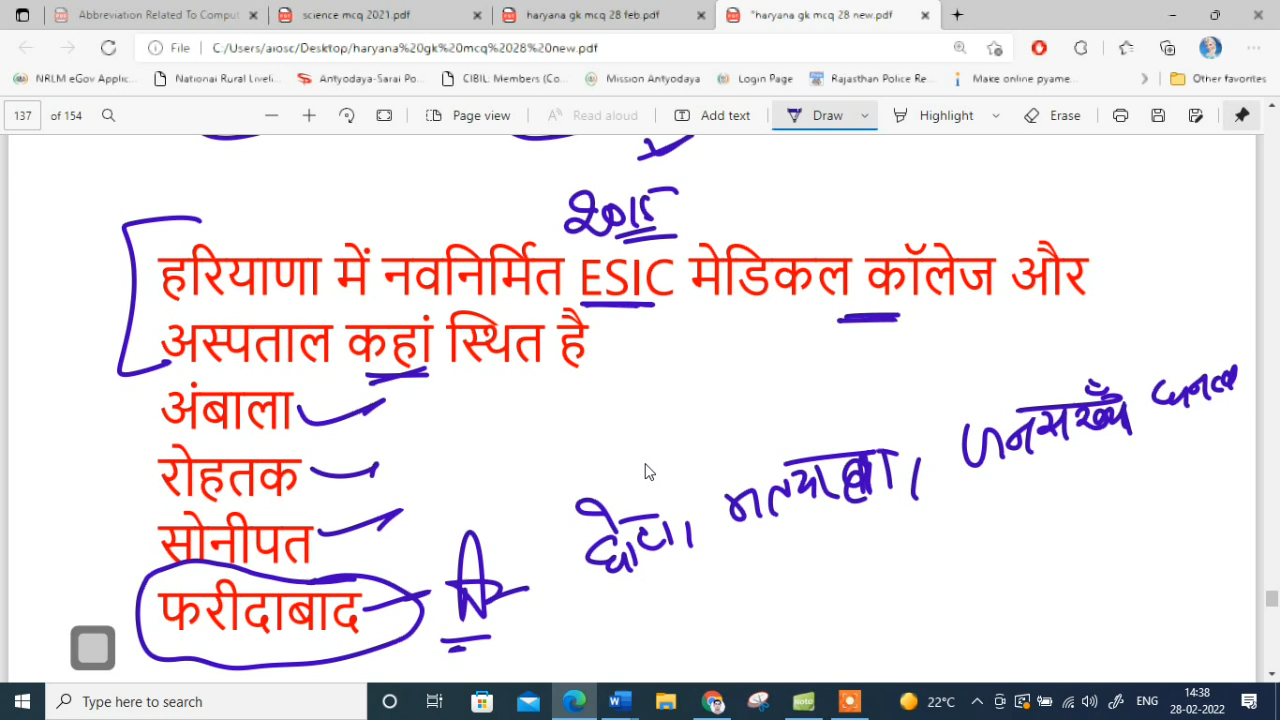 Abbreviation Related To Comput
science mcq 2021.pdf
haryana gk mcq 28 feb.pdf
*haryana gk mcq 28 new.pdf
File C:/Users/aiosc/Desktop/haryana%20gk%20mcq%2028%20new.pdf
NRLM eGov Applic...
National Rural Liveli...
Antyodaya-Sarai Po...
CIBIL: Members (Co...
Mission Antyodaya
Login Page
Rajasthan Police Re...
Make online pyame...
Other favorites
137 of 154
Page view
Read aloud
Add text
Draw
Highlight
Erase
2015
हरियाणा में नवनिर्मित ESIC मेडिकल कॉलेज और
अस्पताल कहां स्थित है
अंबाला
रोहतक
सोनीपत
फरीदाबाद
Type here to search
22°C
ENG
14:38
28-02-2022